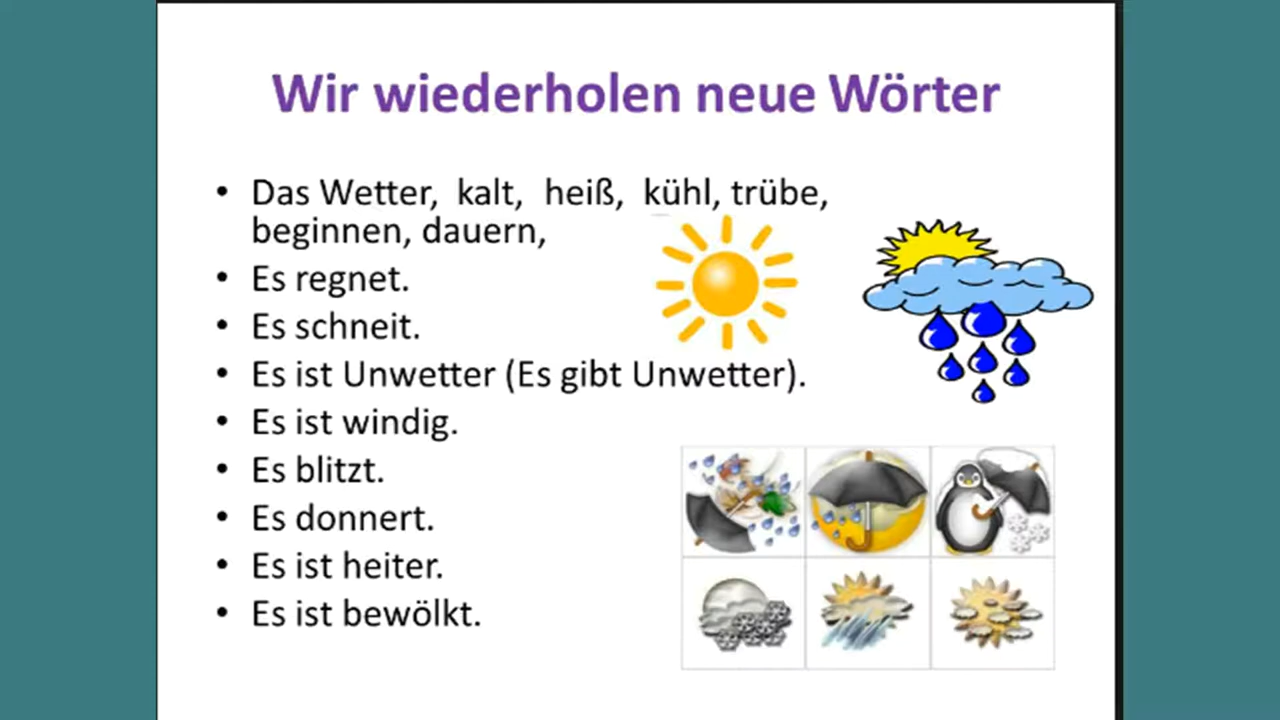 Wir wiederholen neue Wörter
• Das Wetter, kalt, heiß, kühl, trübe,
beginnen, dauern,
• Es regnet.
• Es schneit.
• Es ist Unwetter (Es gibt Unwetter).
• Es ist windig.
• Es blitzt.
• Es donnert.
• Es ist heiter.
• Es ist bewölkt.